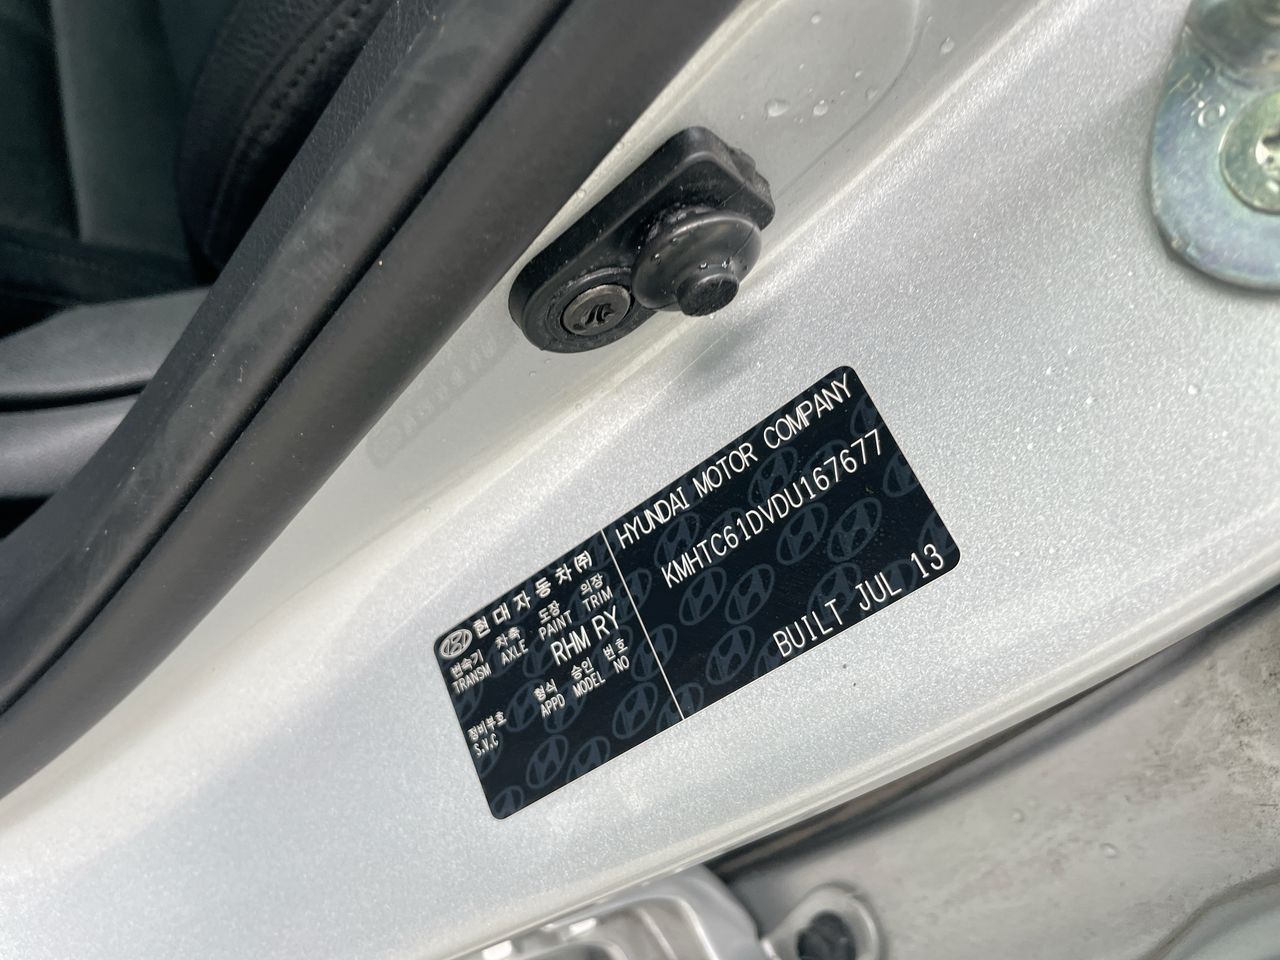 현대자동차㈜
변속기 차축 도장 의장
TRANSM AXLE PAINT TRIM
RHM RY
형식 승인 번호
APPD MODEL NO
정비부호
S.V.C
HYUNDAI MOTOR COMPANY
KMHTC61DVDU167677
BUILT JUL 13